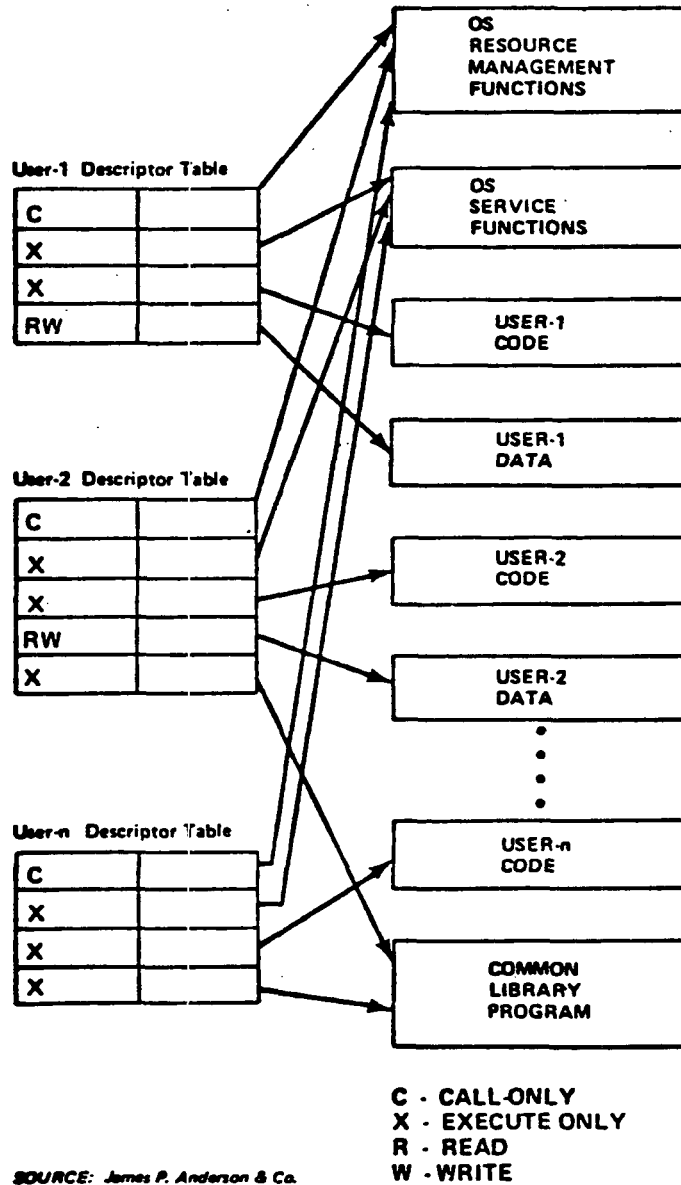 OS
RESOURCE
MANAGEMENT
FUNCTIONS
User-1 Descriptor Table
C
X
X
RW
OS
SERVICE
FUNCTIONS
USER-1
CODE
USER-1
DATA
User-2 Descriptor Table
C
X
X
RW
X
USER-2
CODE
USER-2
DATA
User-n Descriptor Table
C
X
X
X
USER-n
CODE
COMMON
LIBRARY
PROGRAM
C - CALL-ONLY
X - EXECUTE ONLY
R - READ
W - WRITE
SOURCE: James P. Anderson & Co.